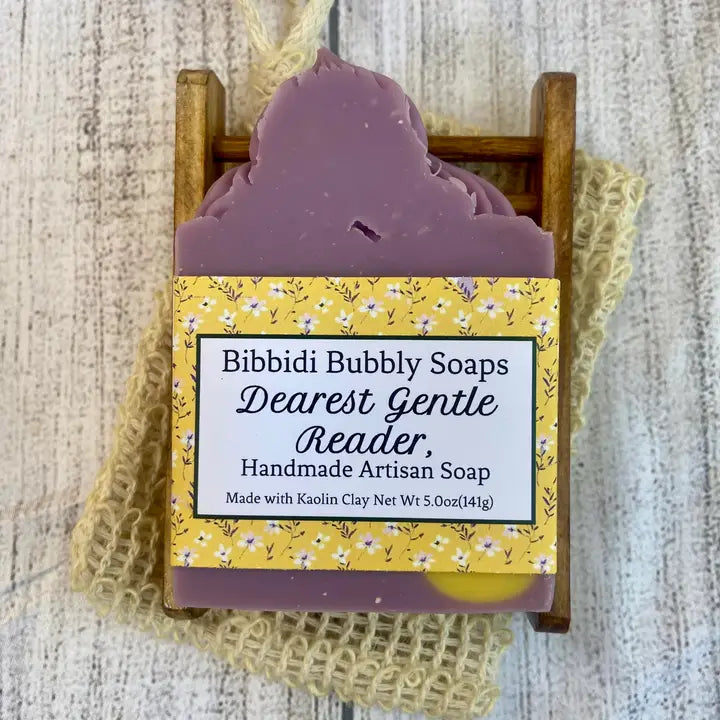 Bibbidi Bubbly Soaps
Dearest Gentle
Reader,
Handmade Artisan Soap
Made with Kaolin Clay Net Wt 5.0oz(141g)